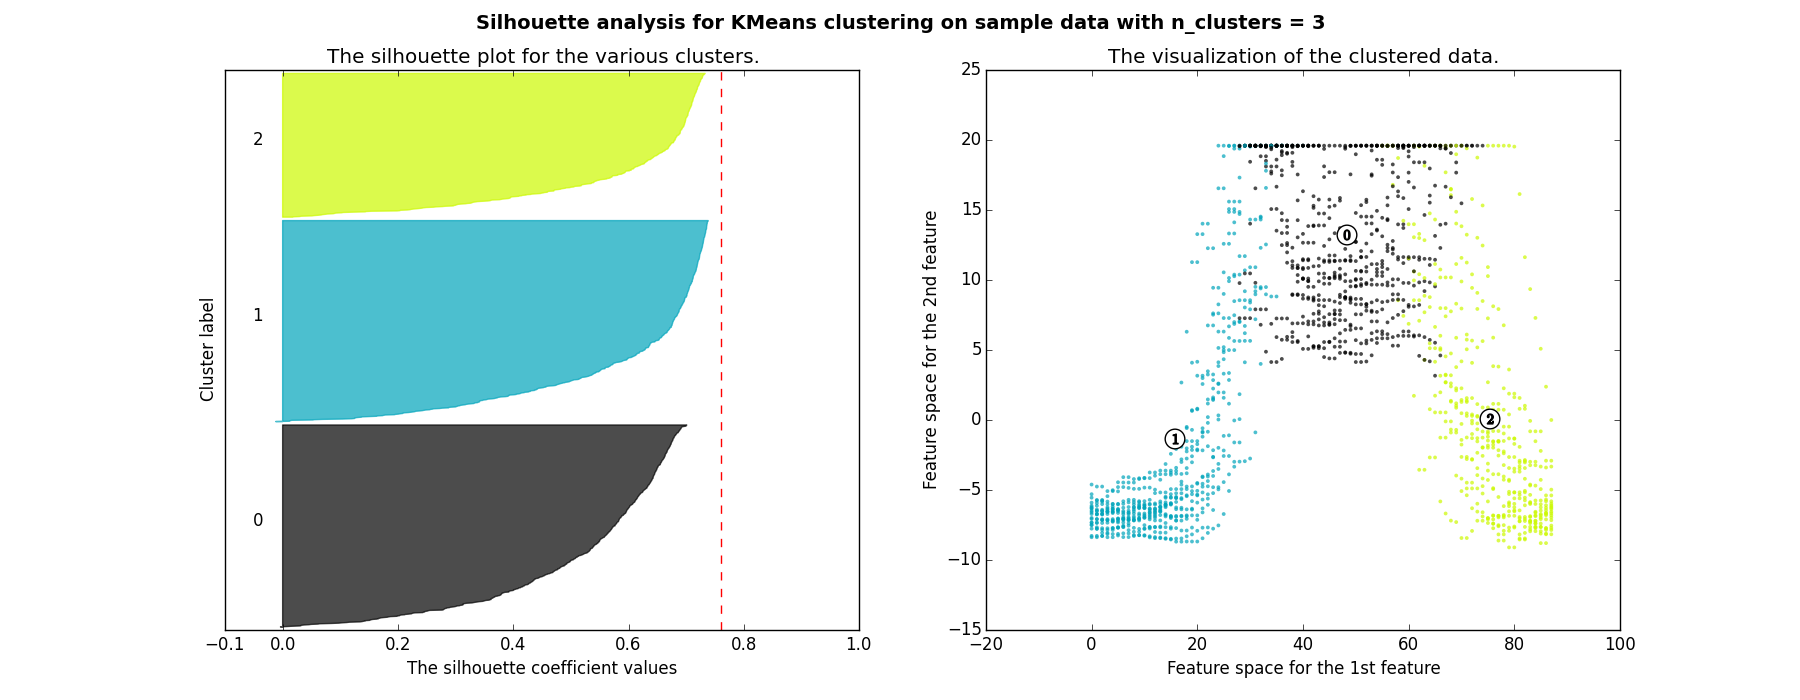 Silhouette analysis for KMeans clustering on sample data with n_clusters = 3
The silhouette plot for the various clusters.
2
1
0
Cluster label
−0.1 0.0 0.2 0.4 0.6 0.8 1.0
The silhouette coefficient values
The visualization of the clustered data.
25
20
15
10
5
0
−5
−10
−15
Feature space for the 2nd feature
0
1
2
−20 0 20 40 60 80 100
Feature space for the 1st feature